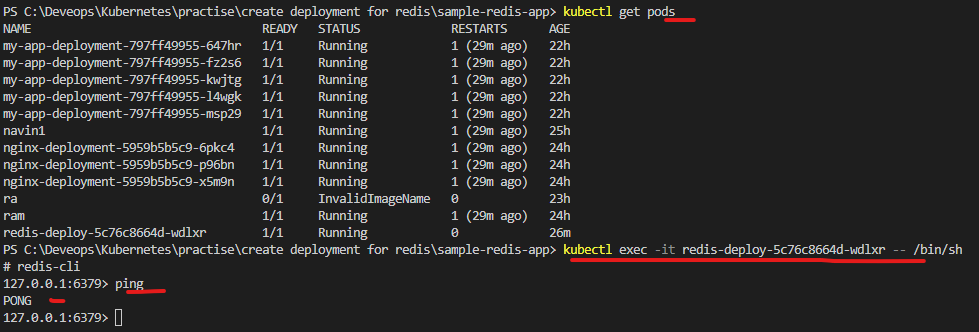 PS C:\Deveops\Kubernetes\practise\create deployment for redis\sample-redis-app> kubectl get pods
NAME READY STATUS RESTARTS AGE
my-app-deployment-797ff49955-647hr 1/1 Running 1 (29m ago) 22h
my-app-deployment-797ff49955-fz2s6 1/1 Running 1 (29m ago) 22h
my-app-deployment-797ff49955-kwjtg 1/1 Running 1 (29m ago) 22h
my-app-deployment-797ff49955-l4wgk 1/1 Running 1 (29m ago) 22h
my-app-deployment-797ff49955-msp29 1/1 Running 1 (29m ago) 22h
navin1 1/1 Running 1 (29m ago) 25h
nginx-deployment-5959b5b5c9-6pkc4 1/1 Running 1 (29m ago) 24h
nginx-deployment-5959b5b5c9-p96bn 1/1 Running 1 (29m ago) 24h
nginx-deployment-5959b5b5c9-x5m9n 1/1 Running 1 (29m ago) 24h
ra 0/1 InvalidImageName 0 23h
ram 1/1 Running 1 (29m ago) 24h
redis-deploy-5c76c8664d-wdlxr 1/1 Running 0 26m
PS C:\Deveops\Kubernetes\practise\create deployment for redis\sample-redis-app> kubectl exec -it redis-deploy-5c76c8664d-wdlxr -- /bin/sh
# redis-cli
127.0.0.1:6379> ping
PONG
127.0.0.1:6379>